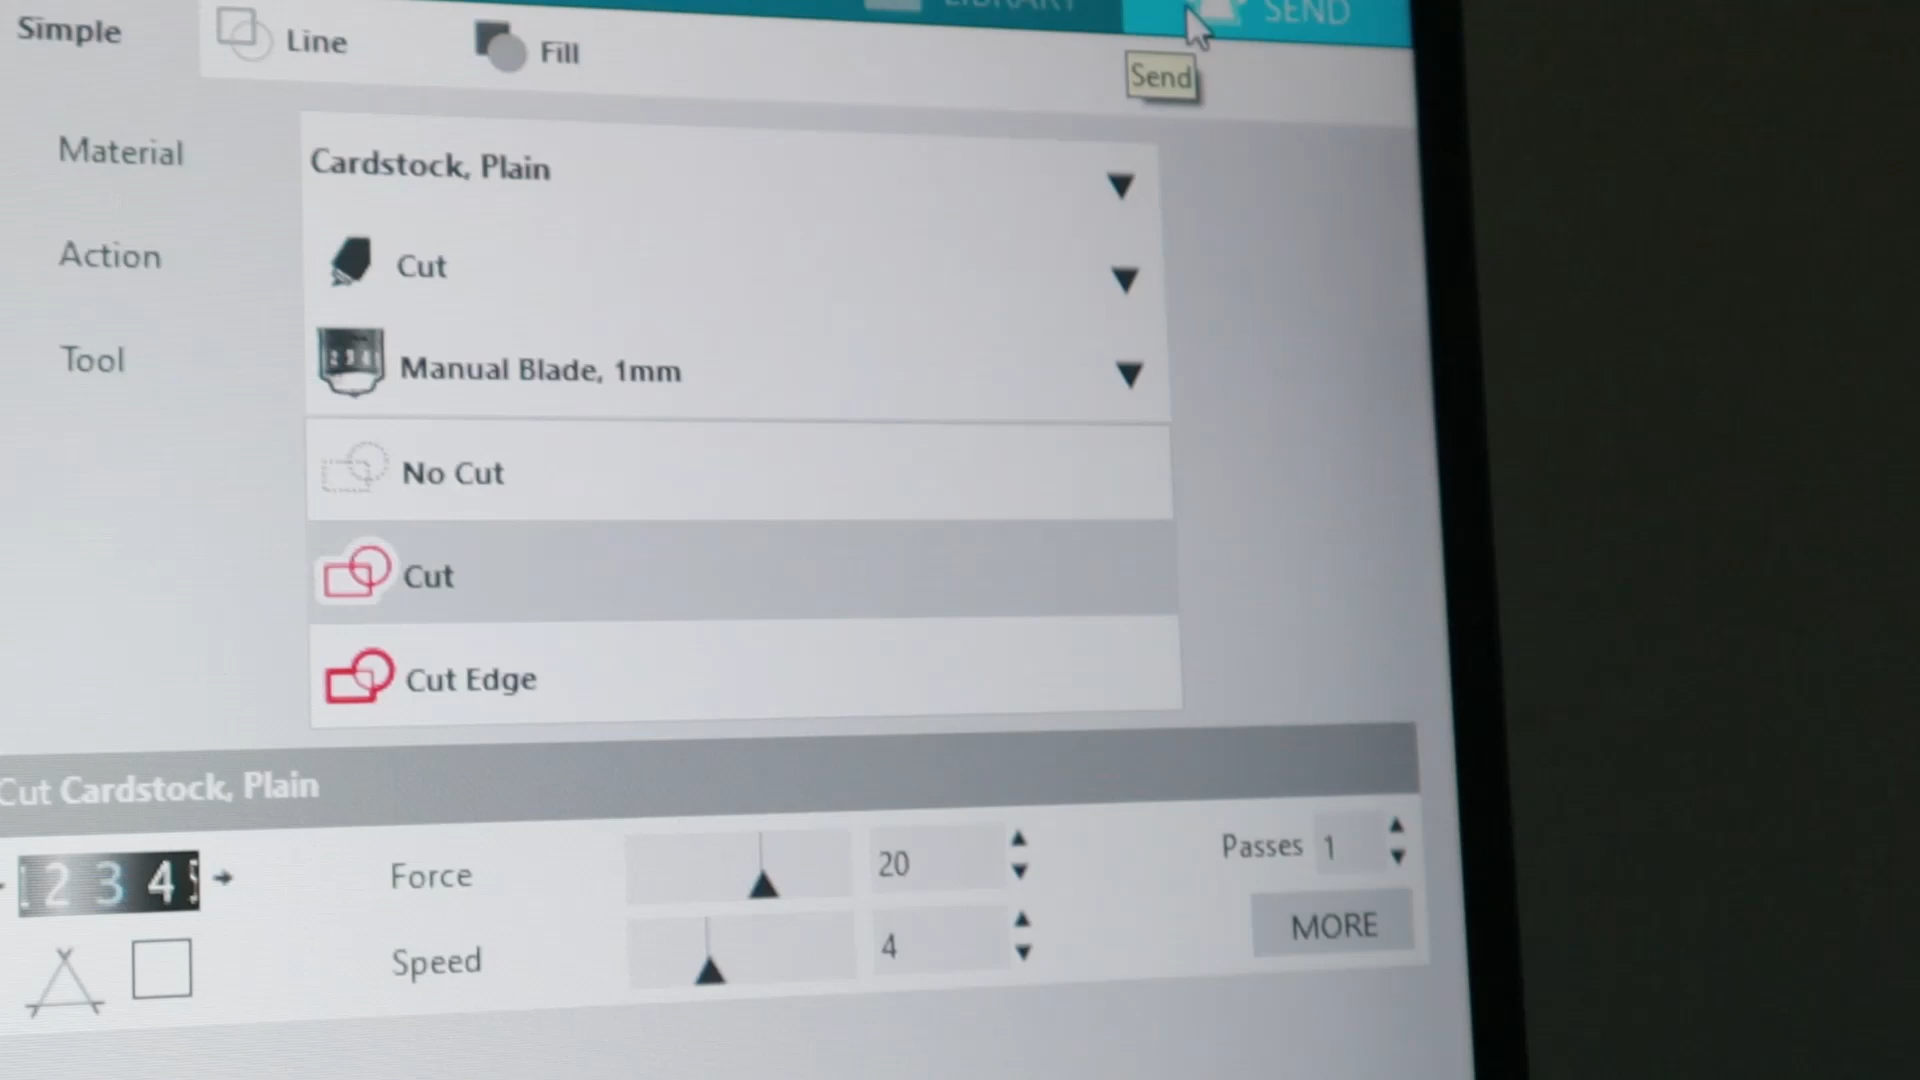 LIBRARY
SEND
Simple
Line
Fill
Send
Material
Cardstock, Plain
Action
Cut
Tool
Manual Blade, 1mm
No Cut
Cut
Cut Edge
Cut Cardstock, Plain
2 3 4
Force
20
Passes 1
Speed
4
MORE